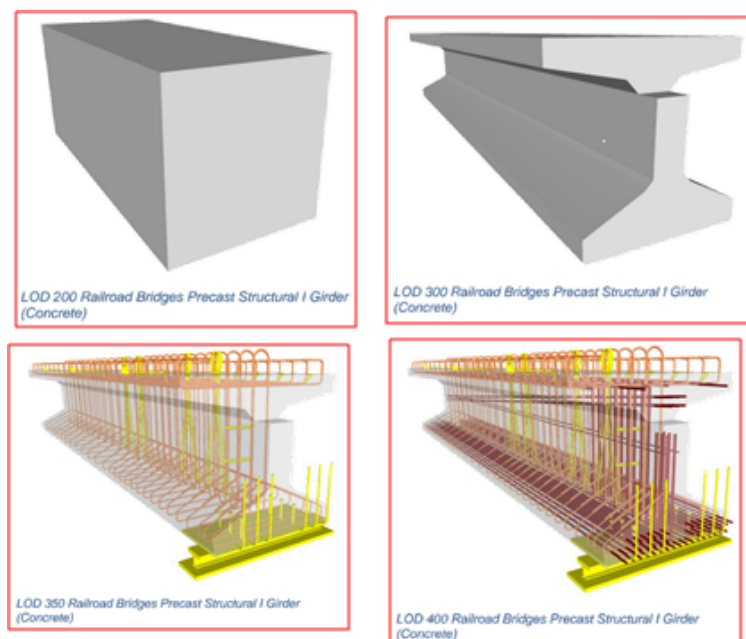 LOD 200 Railroad Bridges Precast Structural I Girder
(Concrete)
LOD 300 Railroad Bridges Precast Structural I Girder
(Concrete)
LOD 350 Railroad Bridges Precast Structural I Girder
(Concrete)
LOD 400 Railroad Bridges Precast Structural I Girder
(Concrete)